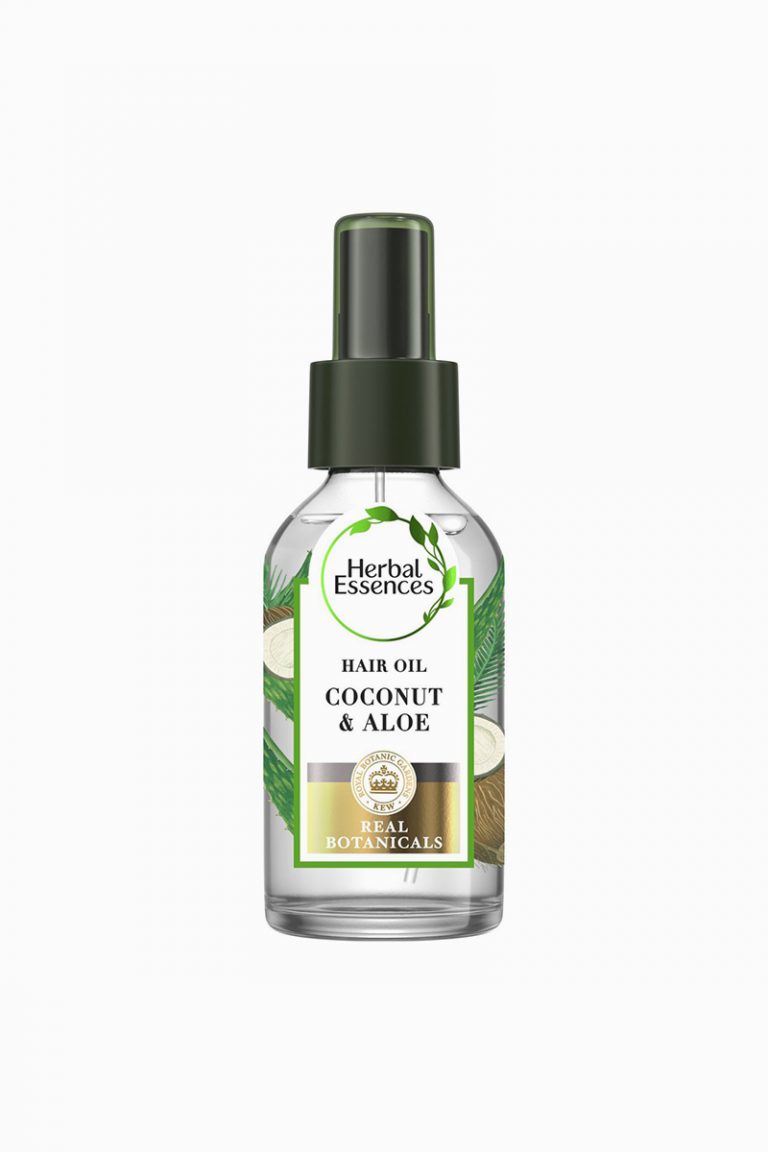 Herbal
Essences
HAIR OIL
COCONUT
& ALOE
ROYAL BOTANIC GARDENS
KEW
REAL
BOTANICALS